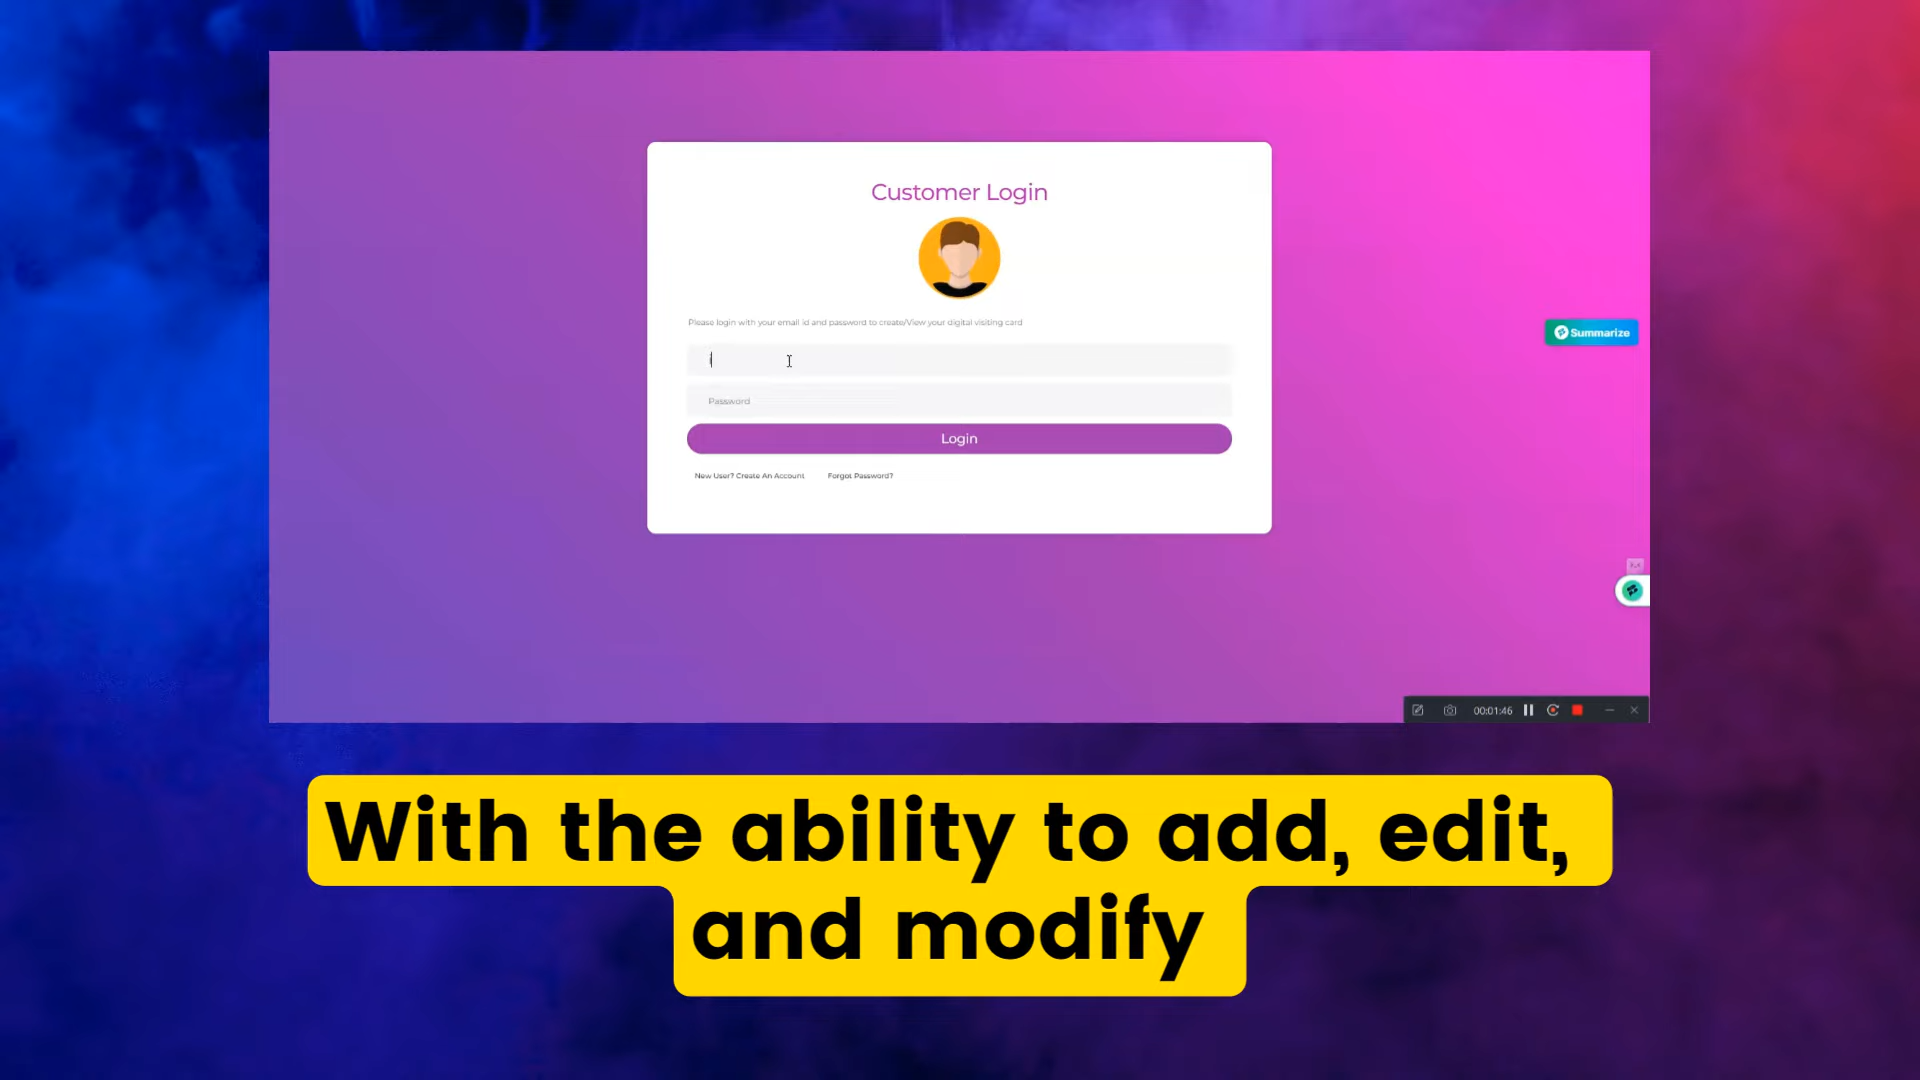 Customer Login
Please login with your email id and password to create/View your digital visiting card
Password
Login
New User? Create An Account
Forgot Password?
Summarize
00:01:46
With the ability to add, edit,
and modify